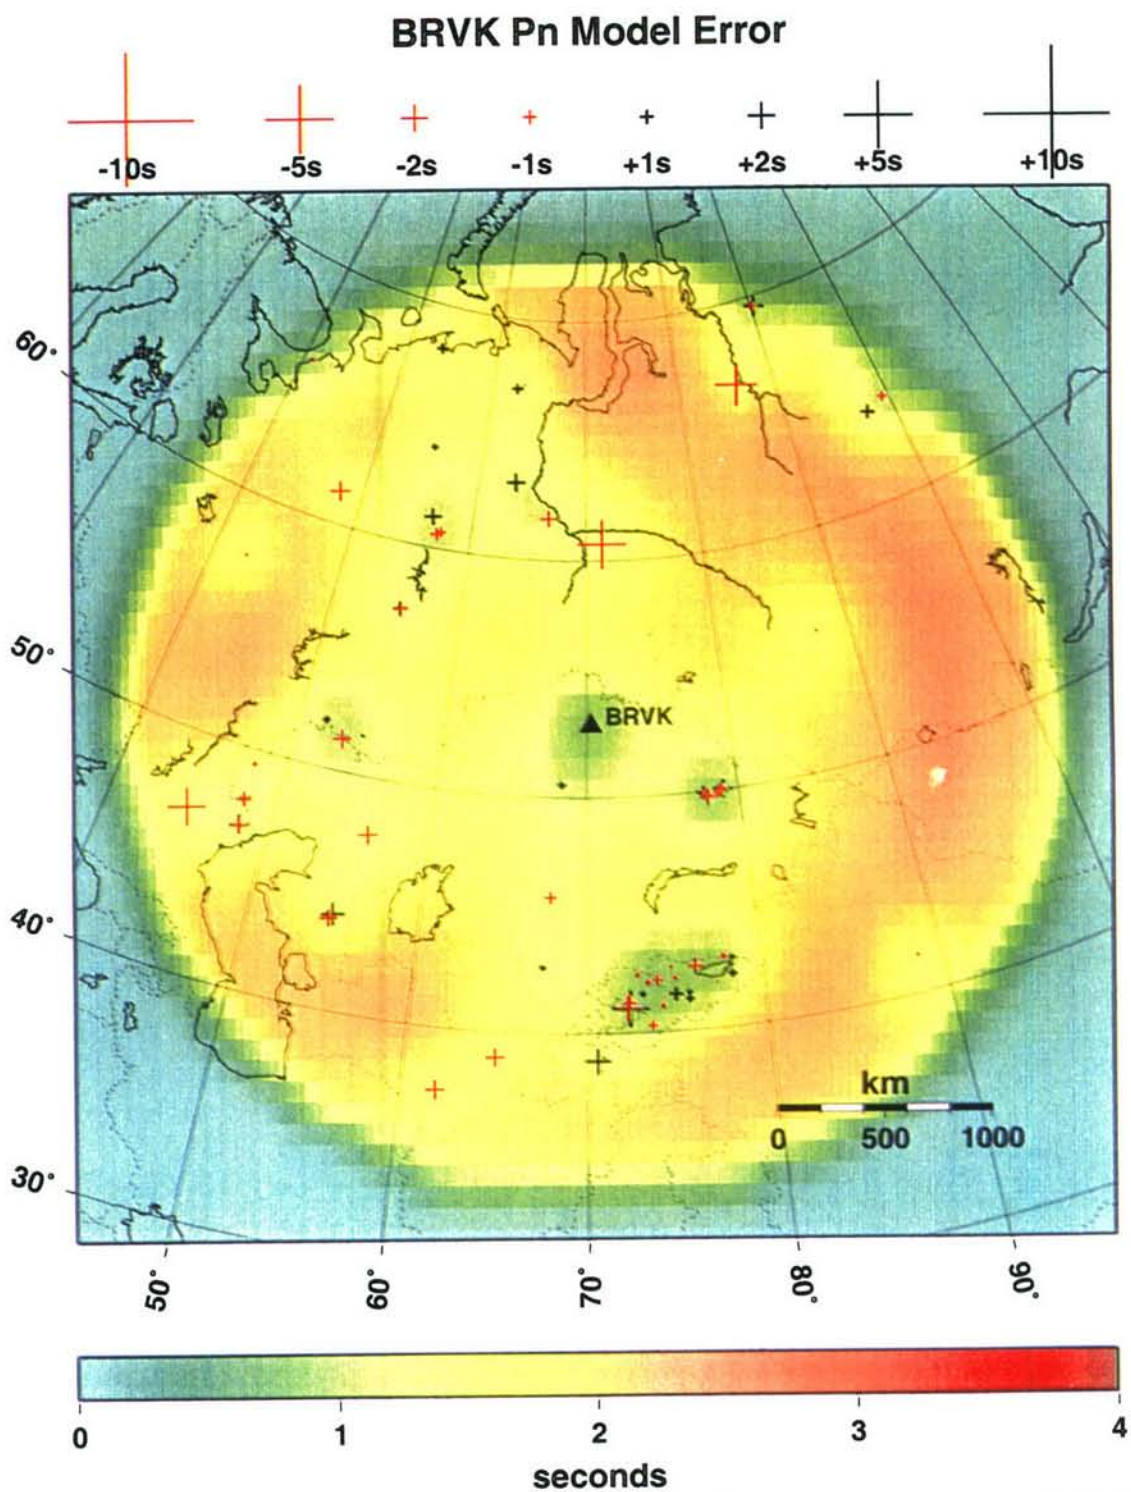 BRVK Pn Model Error
-10s -5s -2s -1s +1s +2s +5s +10s
60°
50°
BRVK
40°
km
0 500 1000
30°
50° 60° 70° 80° 90°
0 1 2 3 4
seconds